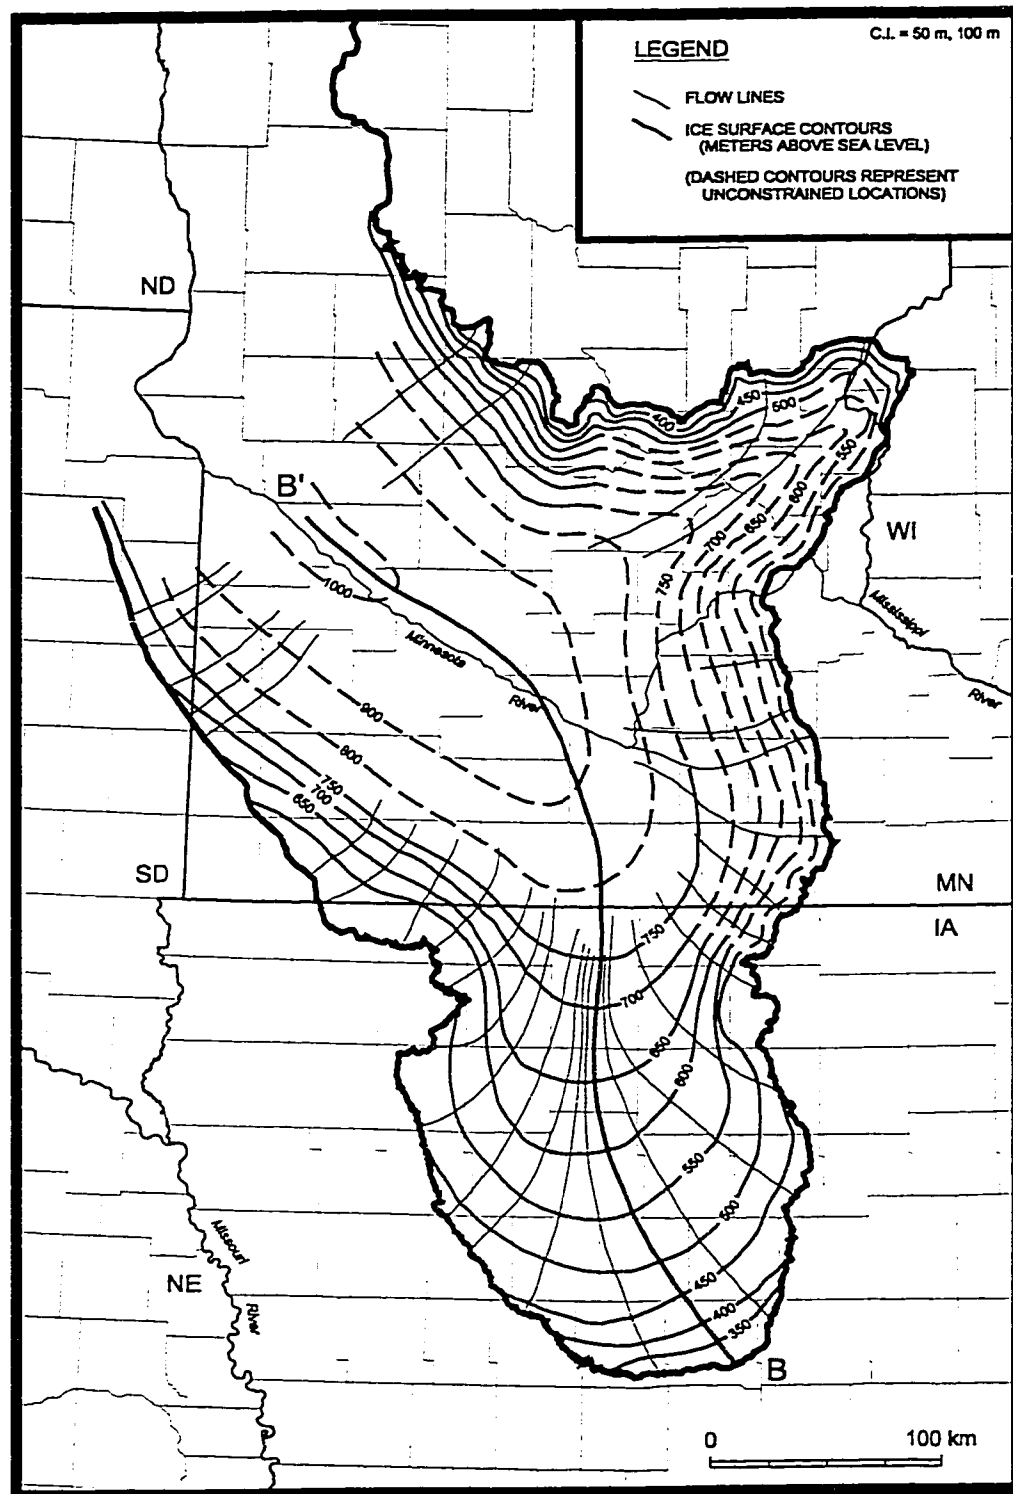 C.I. = 50 m, 100 m
LEGEND
FLOW LINES
ICE SURFACE CONTOURS
(METERS ABOVE SEA LEVEL)
(DASHED CONTOURS REPRESENT
UNCONSTRAINED LOCATIONS)
ND
450
500
400
550
B'
600
WI
650
700
750
1000
Mississippi
Minnesota
River
River
900
800
750
700
650
SD
MN
750
IA
700
650
600
550
500
Missouri
NE
450
River
400
350
B
0
100 km